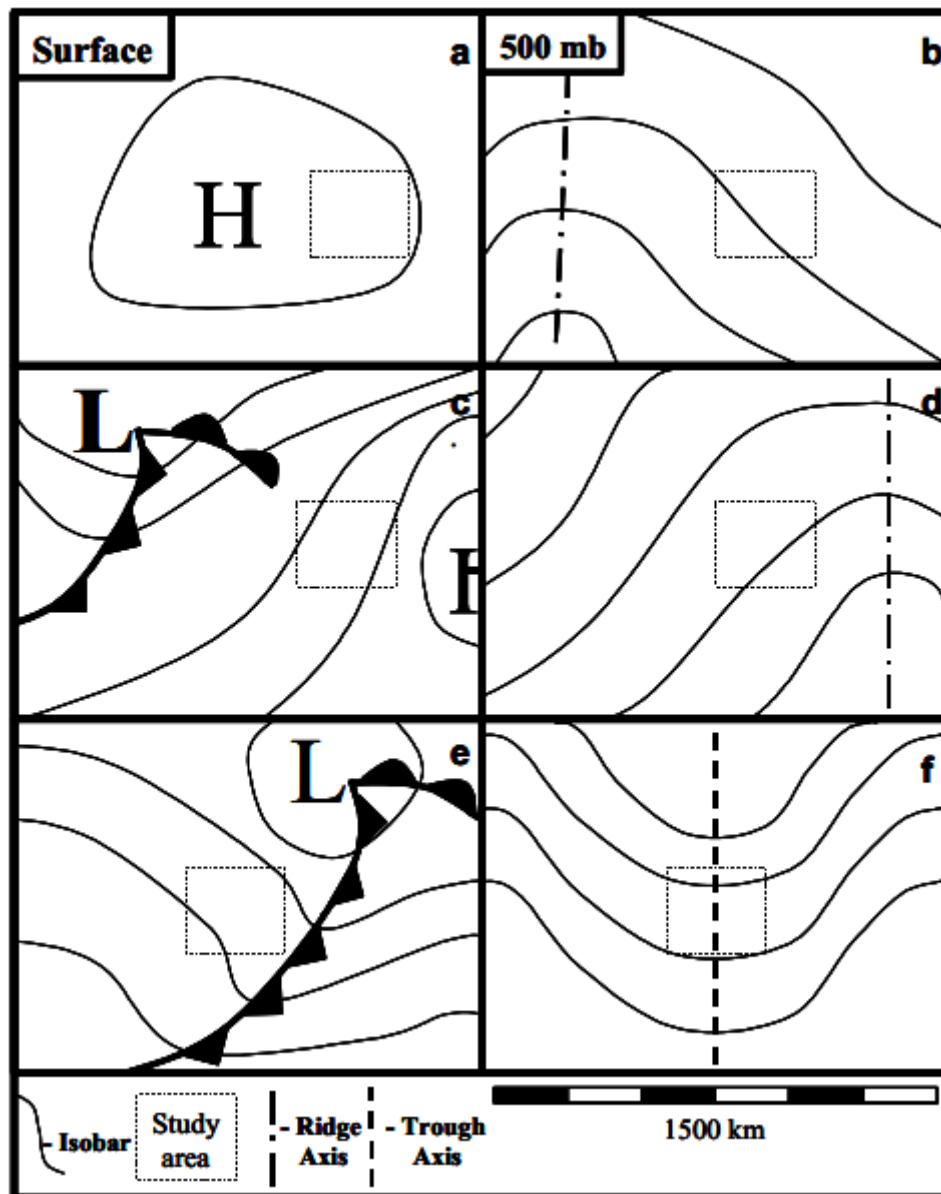 Surface
a
500 mb
b
H
L
c
d
H
L
e
f
- Isobar
Study
area
- Ridge
Axis
- Trough
Axis
1500 km